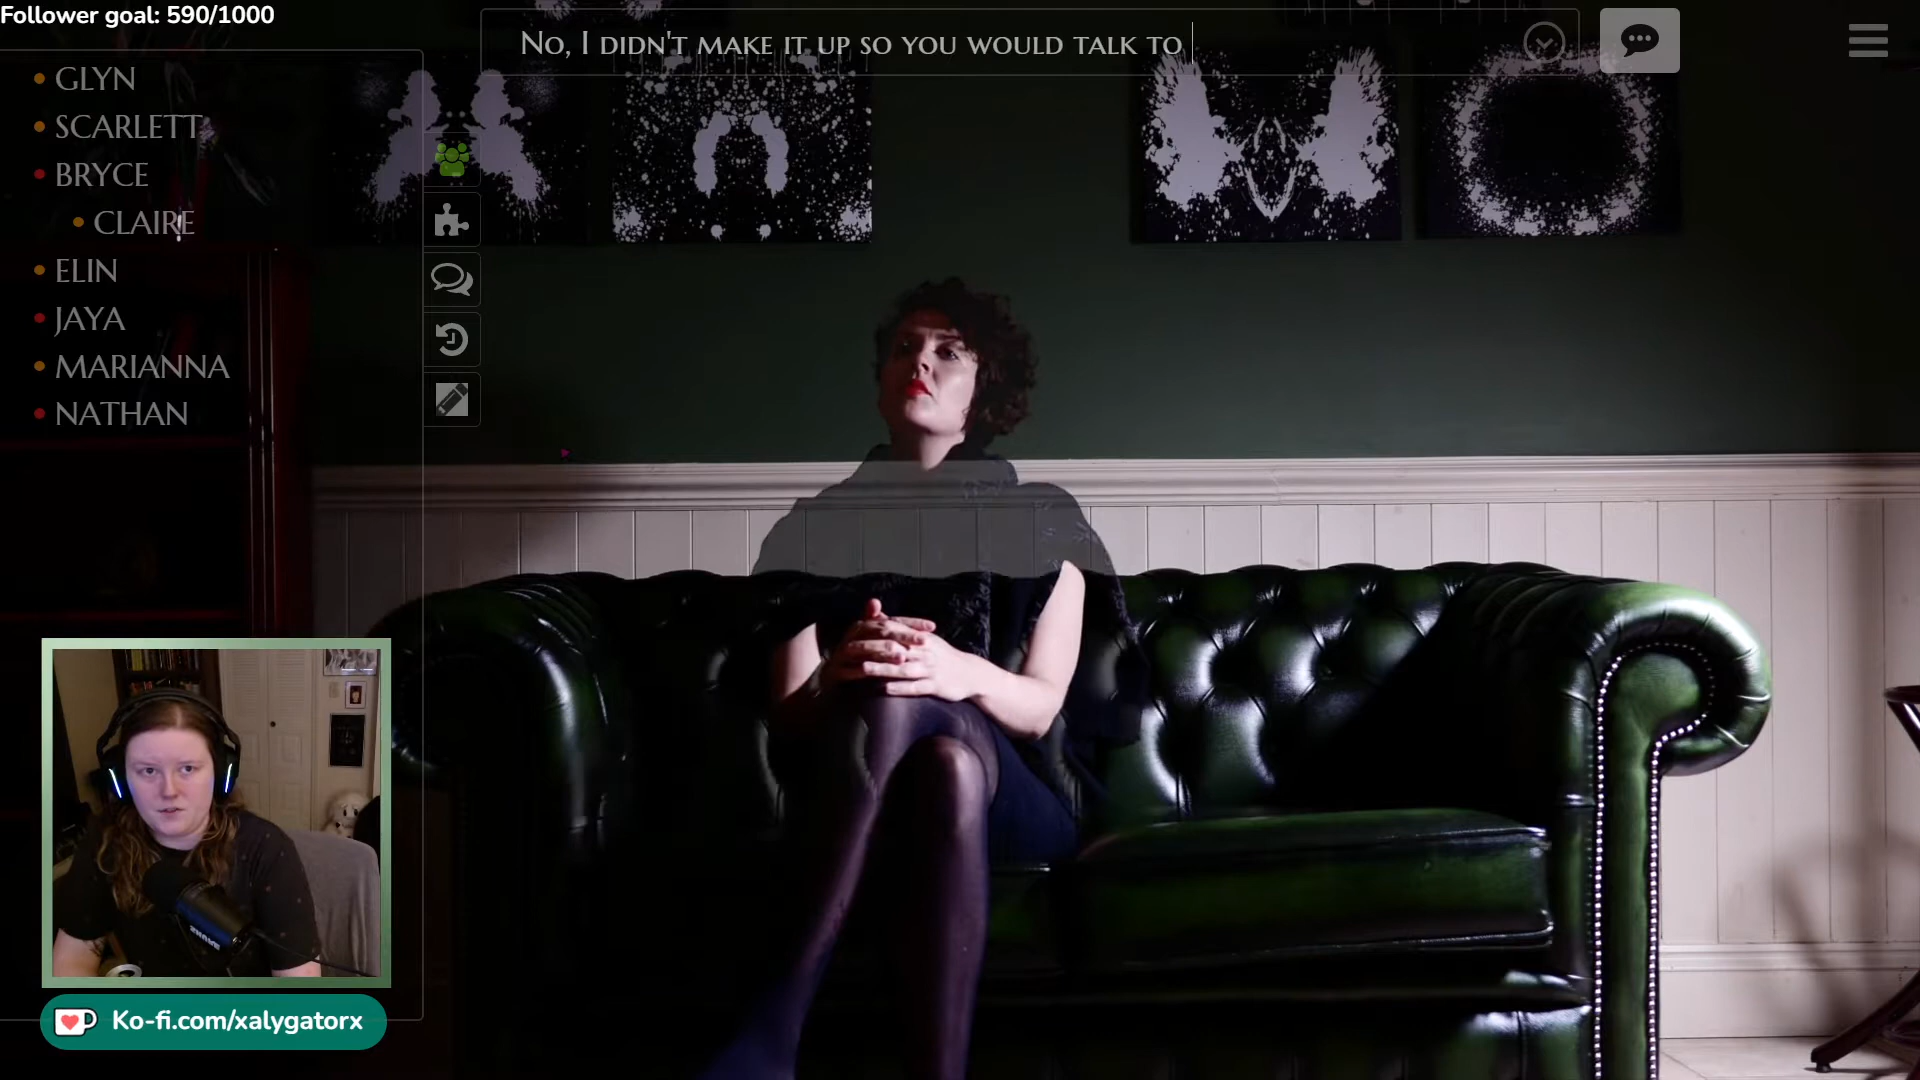 Follower goal: 590/1000
No, I didn't make it up so you would talk to
GLYN
SCARLETT
BRYCE
CLAIRE
ELIN
JAYA
MARIANNA
NATHAN
SHURE
Ko-fi.com/xalygatorx